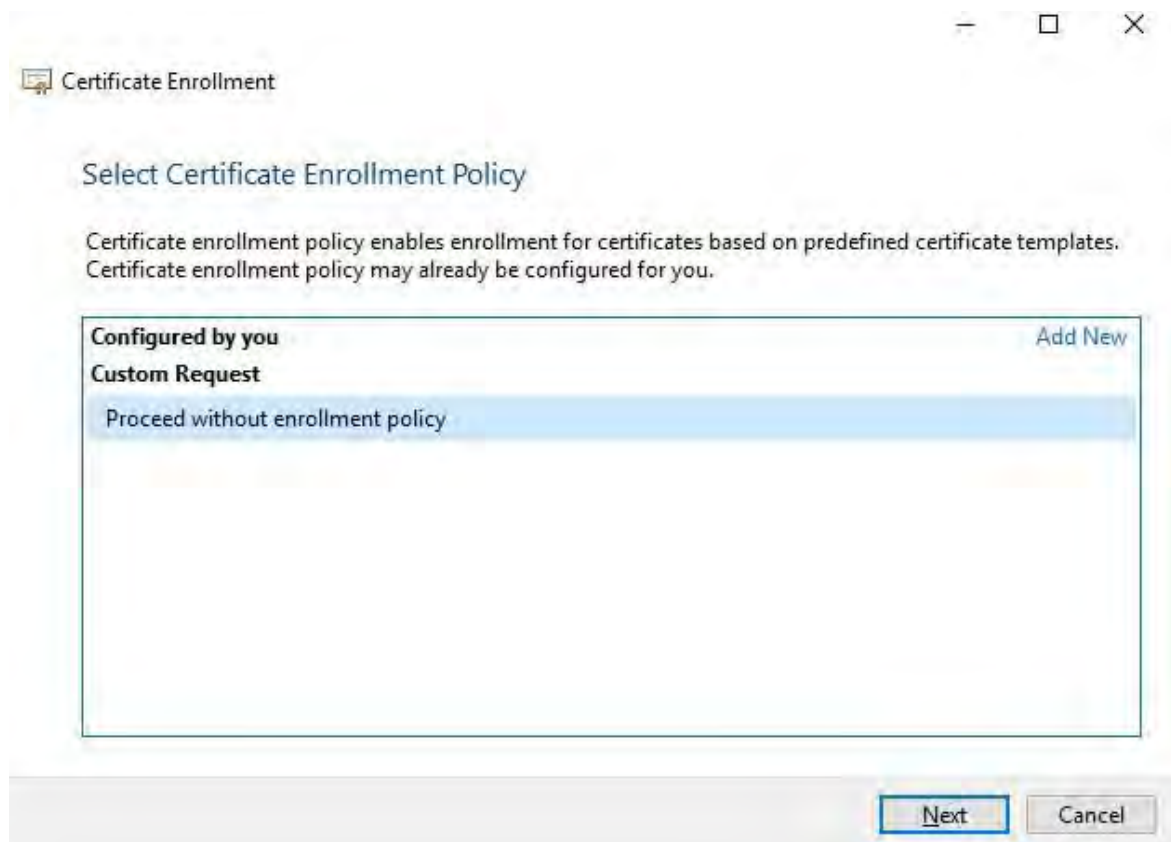 Certificate Enrollment
Select Certificate Enrollment Policy
Certificate enrollment policy enables enrollment for certificates based on predefined certificate templates.
Certificate enrollment policy may already be configured for you.
Configured by you Add New
Custom Request
Proceed without enrollment policy
Next Cancel